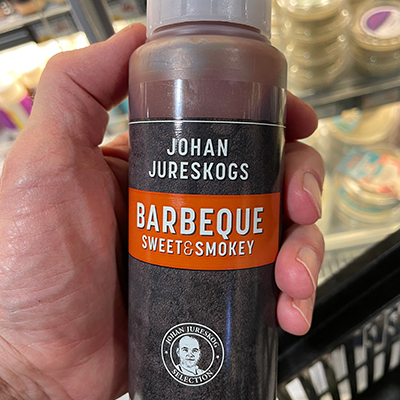 JOHAN
JURESKOGS
BARBEQUE
SWEET&SMOKEY
JOHAN JURESKOG
SELECTION